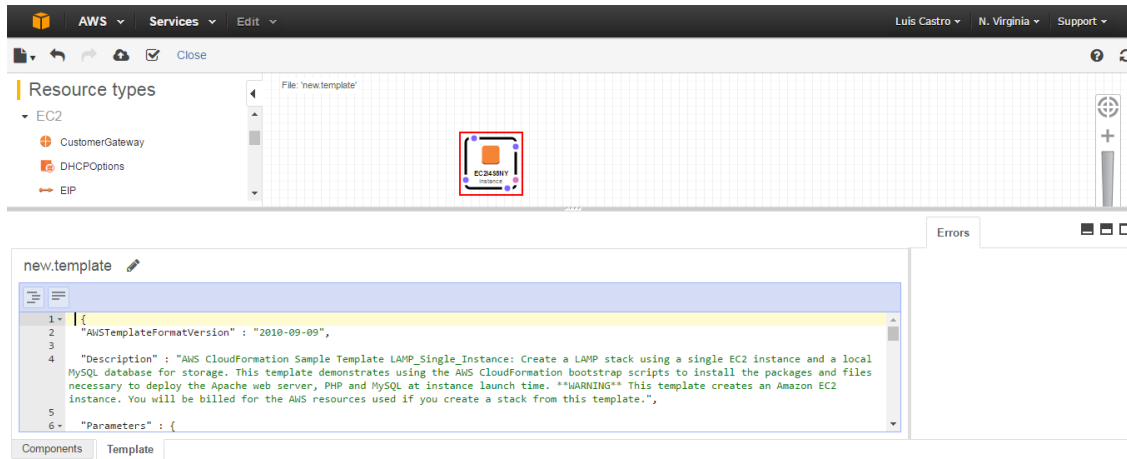 AWS Services Edit Luis Castro N. Virginia Support
Close
Resource types
EC2
CustomerGateway
DHCPOptions
EIP
File: 'new.template'
EC2I4S5NY
Instance
Errors
new.template
1 {
2 "AWSTemplateFormatVersion" : "2010-09-09",
3
4 "Description" : "AWS CloudFormation Sample Template LAMP_Single_Instance: Create a LAMP stack using a single EC2 instance and a local
MySQL database for storage. This template demonstrates using the AWS CloudFormation bootstrap scripts to install the packages and files
necessary to deploy the Apache web server, PHP and MySQL at instance launch time. **WARNING** This template creates an Amazon EC2
instance. You will be billed for the AWS resources used if you create a stack from this template.",
5
6 "Parameters" : {
Components Template